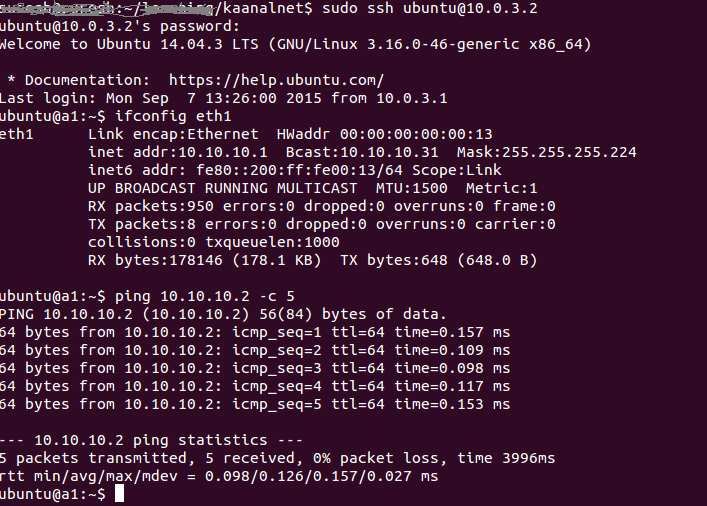 /kaanalnet$ sudo ssh ubuntu@10.0.3.2
ubuntu@10.0.3.2's password:
Welcome to Ubuntu 14.04.3 LTS (GNU/Linux 3.16.0-46-generic x86_64)
* Documentation:  https://help.ubuntu.com/
Last login: Mon Sep  7 13:26:00 2015 from 10.0.3.1
ubuntu@a1:~$ ifconfig eth1
eth1      Link encap:Ethernet  HWaddr 00:00:00:00:00:13
inet addr:10.10.10.1  Bcast:10.10.10.31  Mask:255.255.255.224
inet6 addr: fe80::200:ff:fe00:13/64 Scope:Link
UP BROADCAST RUNNING MULTICAST  MTU:1500  Metric:1
RX packets:950 errors:0 dropped:0 overruns:0 frame:0
TX packets:8 errors:0 dropped:0 overruns:0 carrier:0
collisions:0 txqueuelen:1000
RX bytes:178146 (178.1 KB)  TX bytes:648 (648.0 B)
ubuntu@a1:~$ ping 10.10.10.2 -c 5
PING 10.10.10.2 (10.10.10.2) 56(84) bytes of data.
64 bytes from 10.10.10.2: icmp_seq=1 ttl=64 time=0.157 ms
64 bytes from 10.10.10.2: icmp_seq=2 ttl=64 time=0.109 ms
64 bytes from 10.10.10.2: icmp_seq=3 ttl=64 time=0.098 ms
64 bytes from 10.10.10.2: icmp_seq=4 ttl=64 time=0.117 ms
64 bytes from 10.10.10.2: icmp_seq=5 ttl=64 time=0.153 ms
--- 10.10.10.2 ping statistics ---
5 packets transmitted, 5 received, 0% packet loss, time 3996ms
rtt min/avg/max/mdev = 0.098/0.126/0.157/0.027 ms
ubuntu@a1:~$